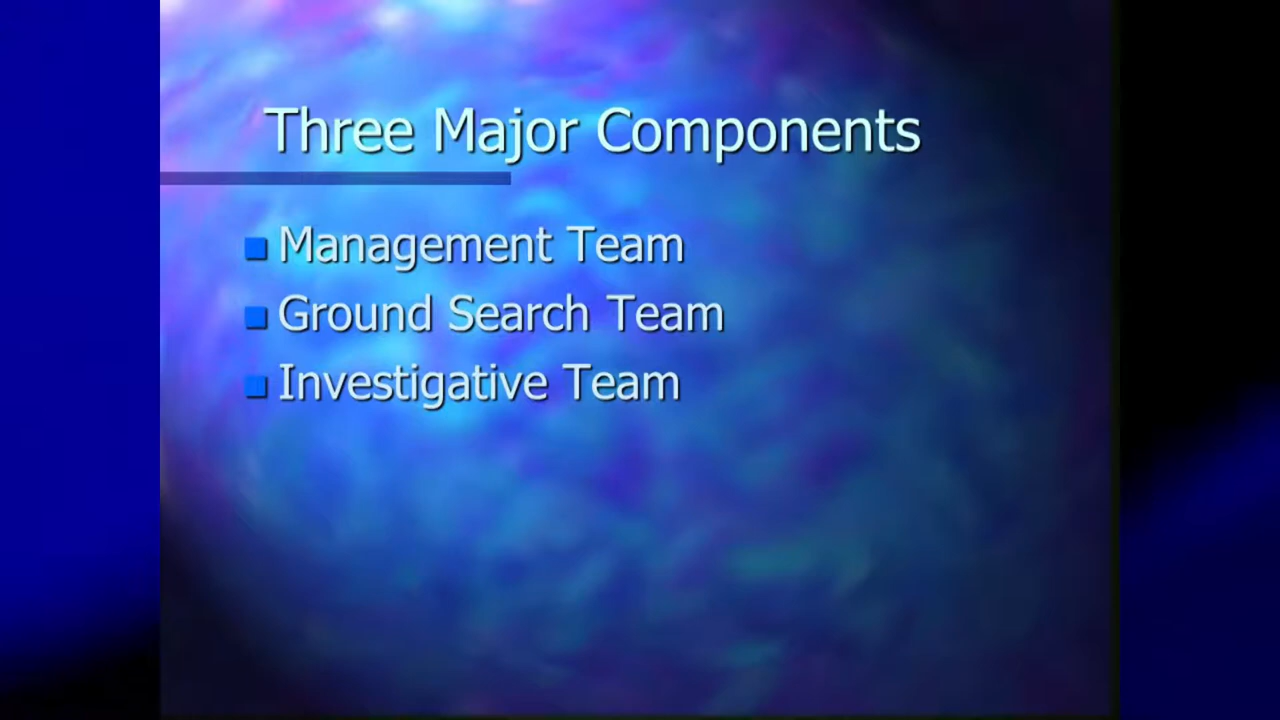 Three Major Components
Management Team
Ground Search Team
Investigative Team